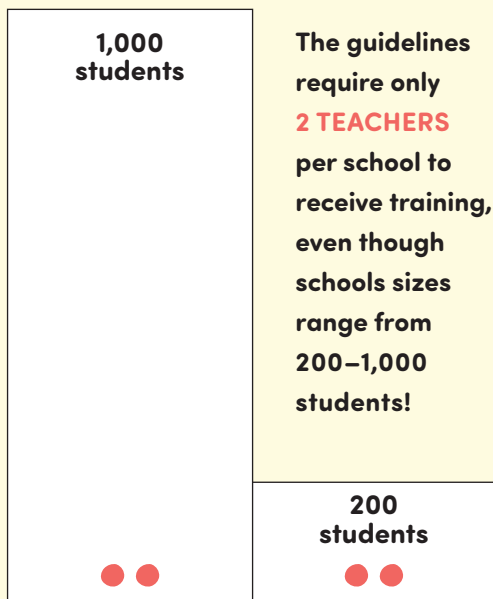 1,000
students
The guidelines
require only
2 TEACHERS
per school to
receive training,
even though
schools sizes
range from
200–1,000
students!
200
students